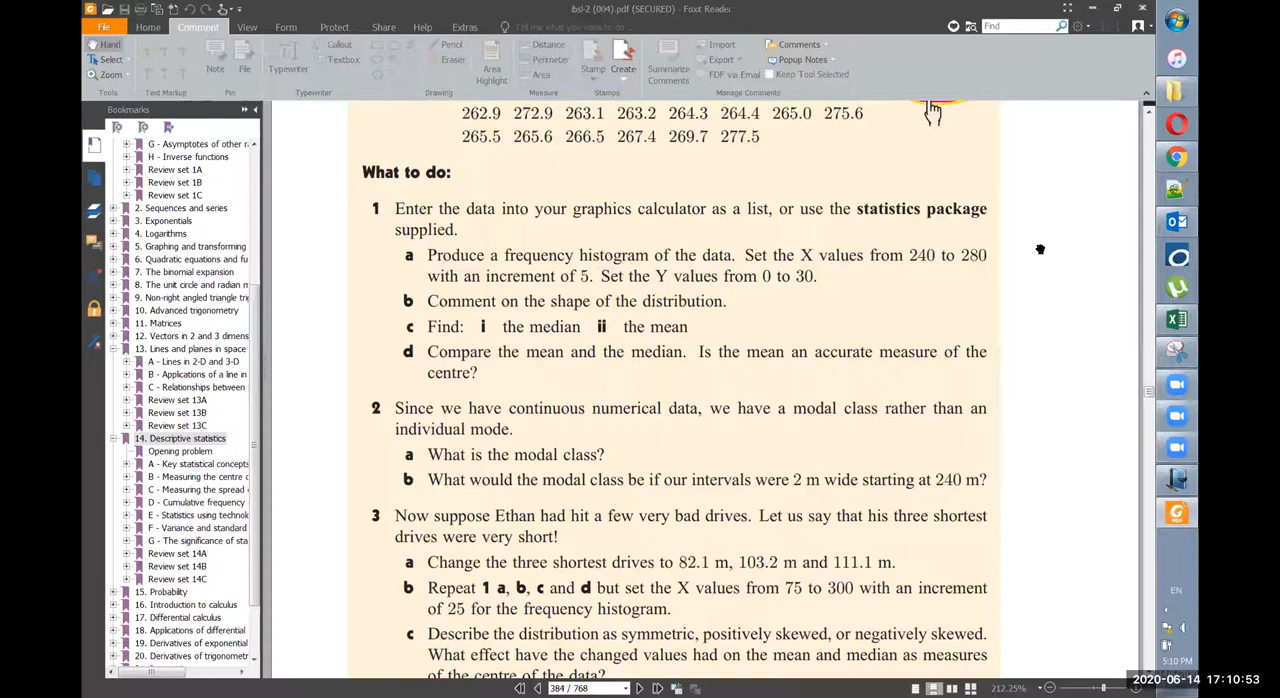 ibsl-2 (004).pdf (SECURED) - Foxit Reader
File Home Comment View Form Protect Share Help Extras Tell me what you want to do... Find
Hand
Select
Zoom
Note File Typewriter
Callout
Textbox
Pencil
Eraser
Area Highlight
Distance
Perimeter
Area
Stamp Create
Summarize Comments
Import
Export
FDF via Email
Comments
Popup Notes
Keep Tool Selected
Tools Text Markup Pin Typewriter Drawing Measure Stamps Manage Comments
Bookmarks
G - Asymptotes of other ra
H - Inverse functions
Review set 1A
Review set 1B
Review set 1C
2. Sequences and series
3. Exponentials
4. Logarithms
5. Graphing and transforming
6. Quadratic equations and fu
7. The binomial expansion
8. The unit circle and radian m
9. Non-right angled triangle trig
10. Advanced trigonometry
11. Matrices
12. Vectors in 2 and 3 dimens
13. Lines and planes in space
A - Lines in 2-D and 3-D
B - Applications of a line in
C - Relationships between
Review set 13A
Review set 13B
Review set 13C
14. Descriptive statistics
Opening problem
A - Key statistical concepts
B - Measuring the centre o
C - Measuring the spread o
D - Cumulative frequency
E - Statistics using technolo
F - Variance and standard
G - The significance of sta
Review set 14A
Review set 14B
Review set 14C
15. Probability
16. Introduction to calculus
17. Differential calculus
18. Applications of differential
19. Derivatives of exponential
20. Derivatives of trigonometr
262.9 272.9 263.1 263.2 264.3 264.4 265.0 275.6
265.5 265.6 266.5 267.4 269.7 277.5
What to do:
1 Enter the data into your graphics calculator as a list, or use the statistics package
supplied.
a Produce a frequency histogram of the data. Set the X values from 240 to 280
with an increment of 5. Set the Y values from 0 to 30.
b Comment on the shape of the distribution.
c Find: i the median ii the mean
d Compare the mean and the median. Is the mean an accurate measure of the
centre?
2 Since we have continuous numerical data, we have a modal class rather than an
individual mode.
a What is the modal class?
b What would the modal class be if our intervals were 2 m wide starting at 240 m?
3 Now suppose Ethan had hit a few very bad drives. Let us say that his three shortest
drives were very short!
a Change the three shortest drives to 82.1 m, 103.2 m and 111.1 m.
b Repeat 1 a, b, c and d but set the X values from 75 to 300 with an increment
of 25 for the frequency histogram.
c Describe the distribution as symmetric, positively skewed, or negatively skewed.
What effect have the changed values had on the mean and median as measures
of the centre of the data?
384 / 768
212.25%
EN
5:10 PM
2020-06-14 17:10:53